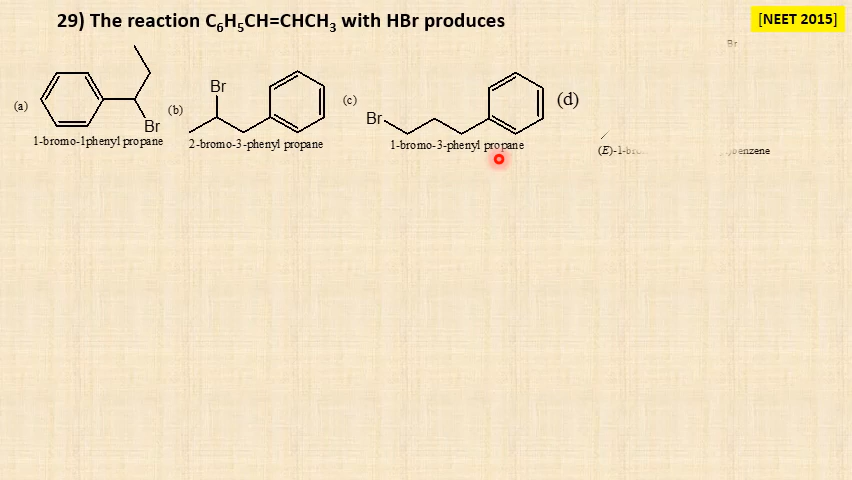 29) The reaction C6H5CH=CHCH3 with HBr produces
[NEET 2015]
Br
(a)
Br
1-bromo-1phenyl propane
(b)
Br
2-bromo-3-phenyl propane
(c)
Br
1-bromo-3-phenyl propane
(d)